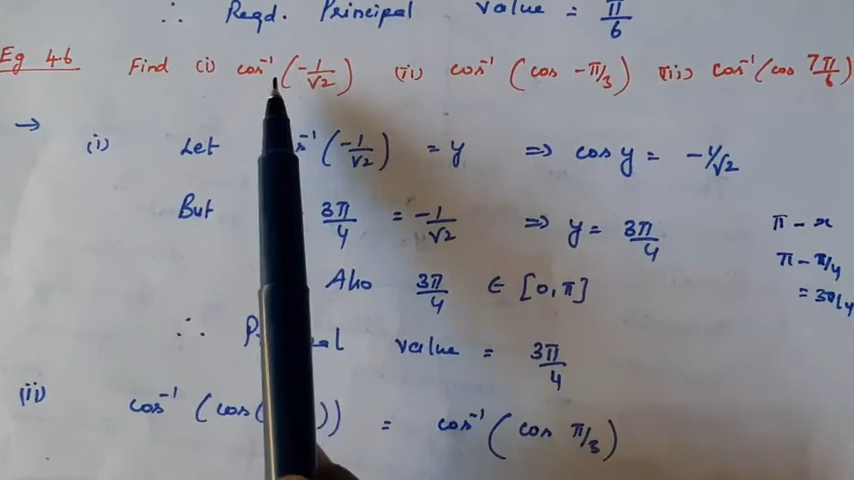 ∴ Reqd. Principal value = π/6
Eg 4.6 Find (i) cos⁻¹(-1/√2) (ii) cos⁻¹(cos -π/3) (iii) cos⁻¹(cos 7π/6)
→ (i) Let s⁻¹(-1/√2) = y ⇒ cos y = -1/√2
But 3π/4 = -1/√2 ⇒ y = 3π/4 π - x
π - π/4
Also 3π/4 ∈ [0, π] = 3π/4
∴ P al value = 3π/4
(ii) cos⁻¹(cos( )) = cos⁻¹(cos π/3)